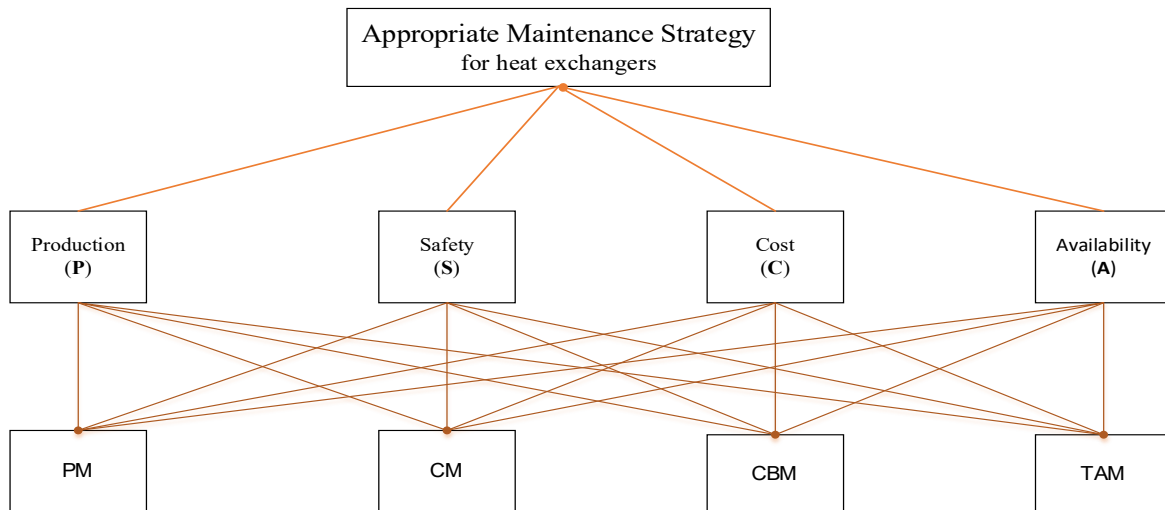 Appropriate Maintenance Strategy
for heat exchangers
Production
(P)
Safety
(S)
Cost
(C)
Availability
(A)
PM
CM
CBM
TAM